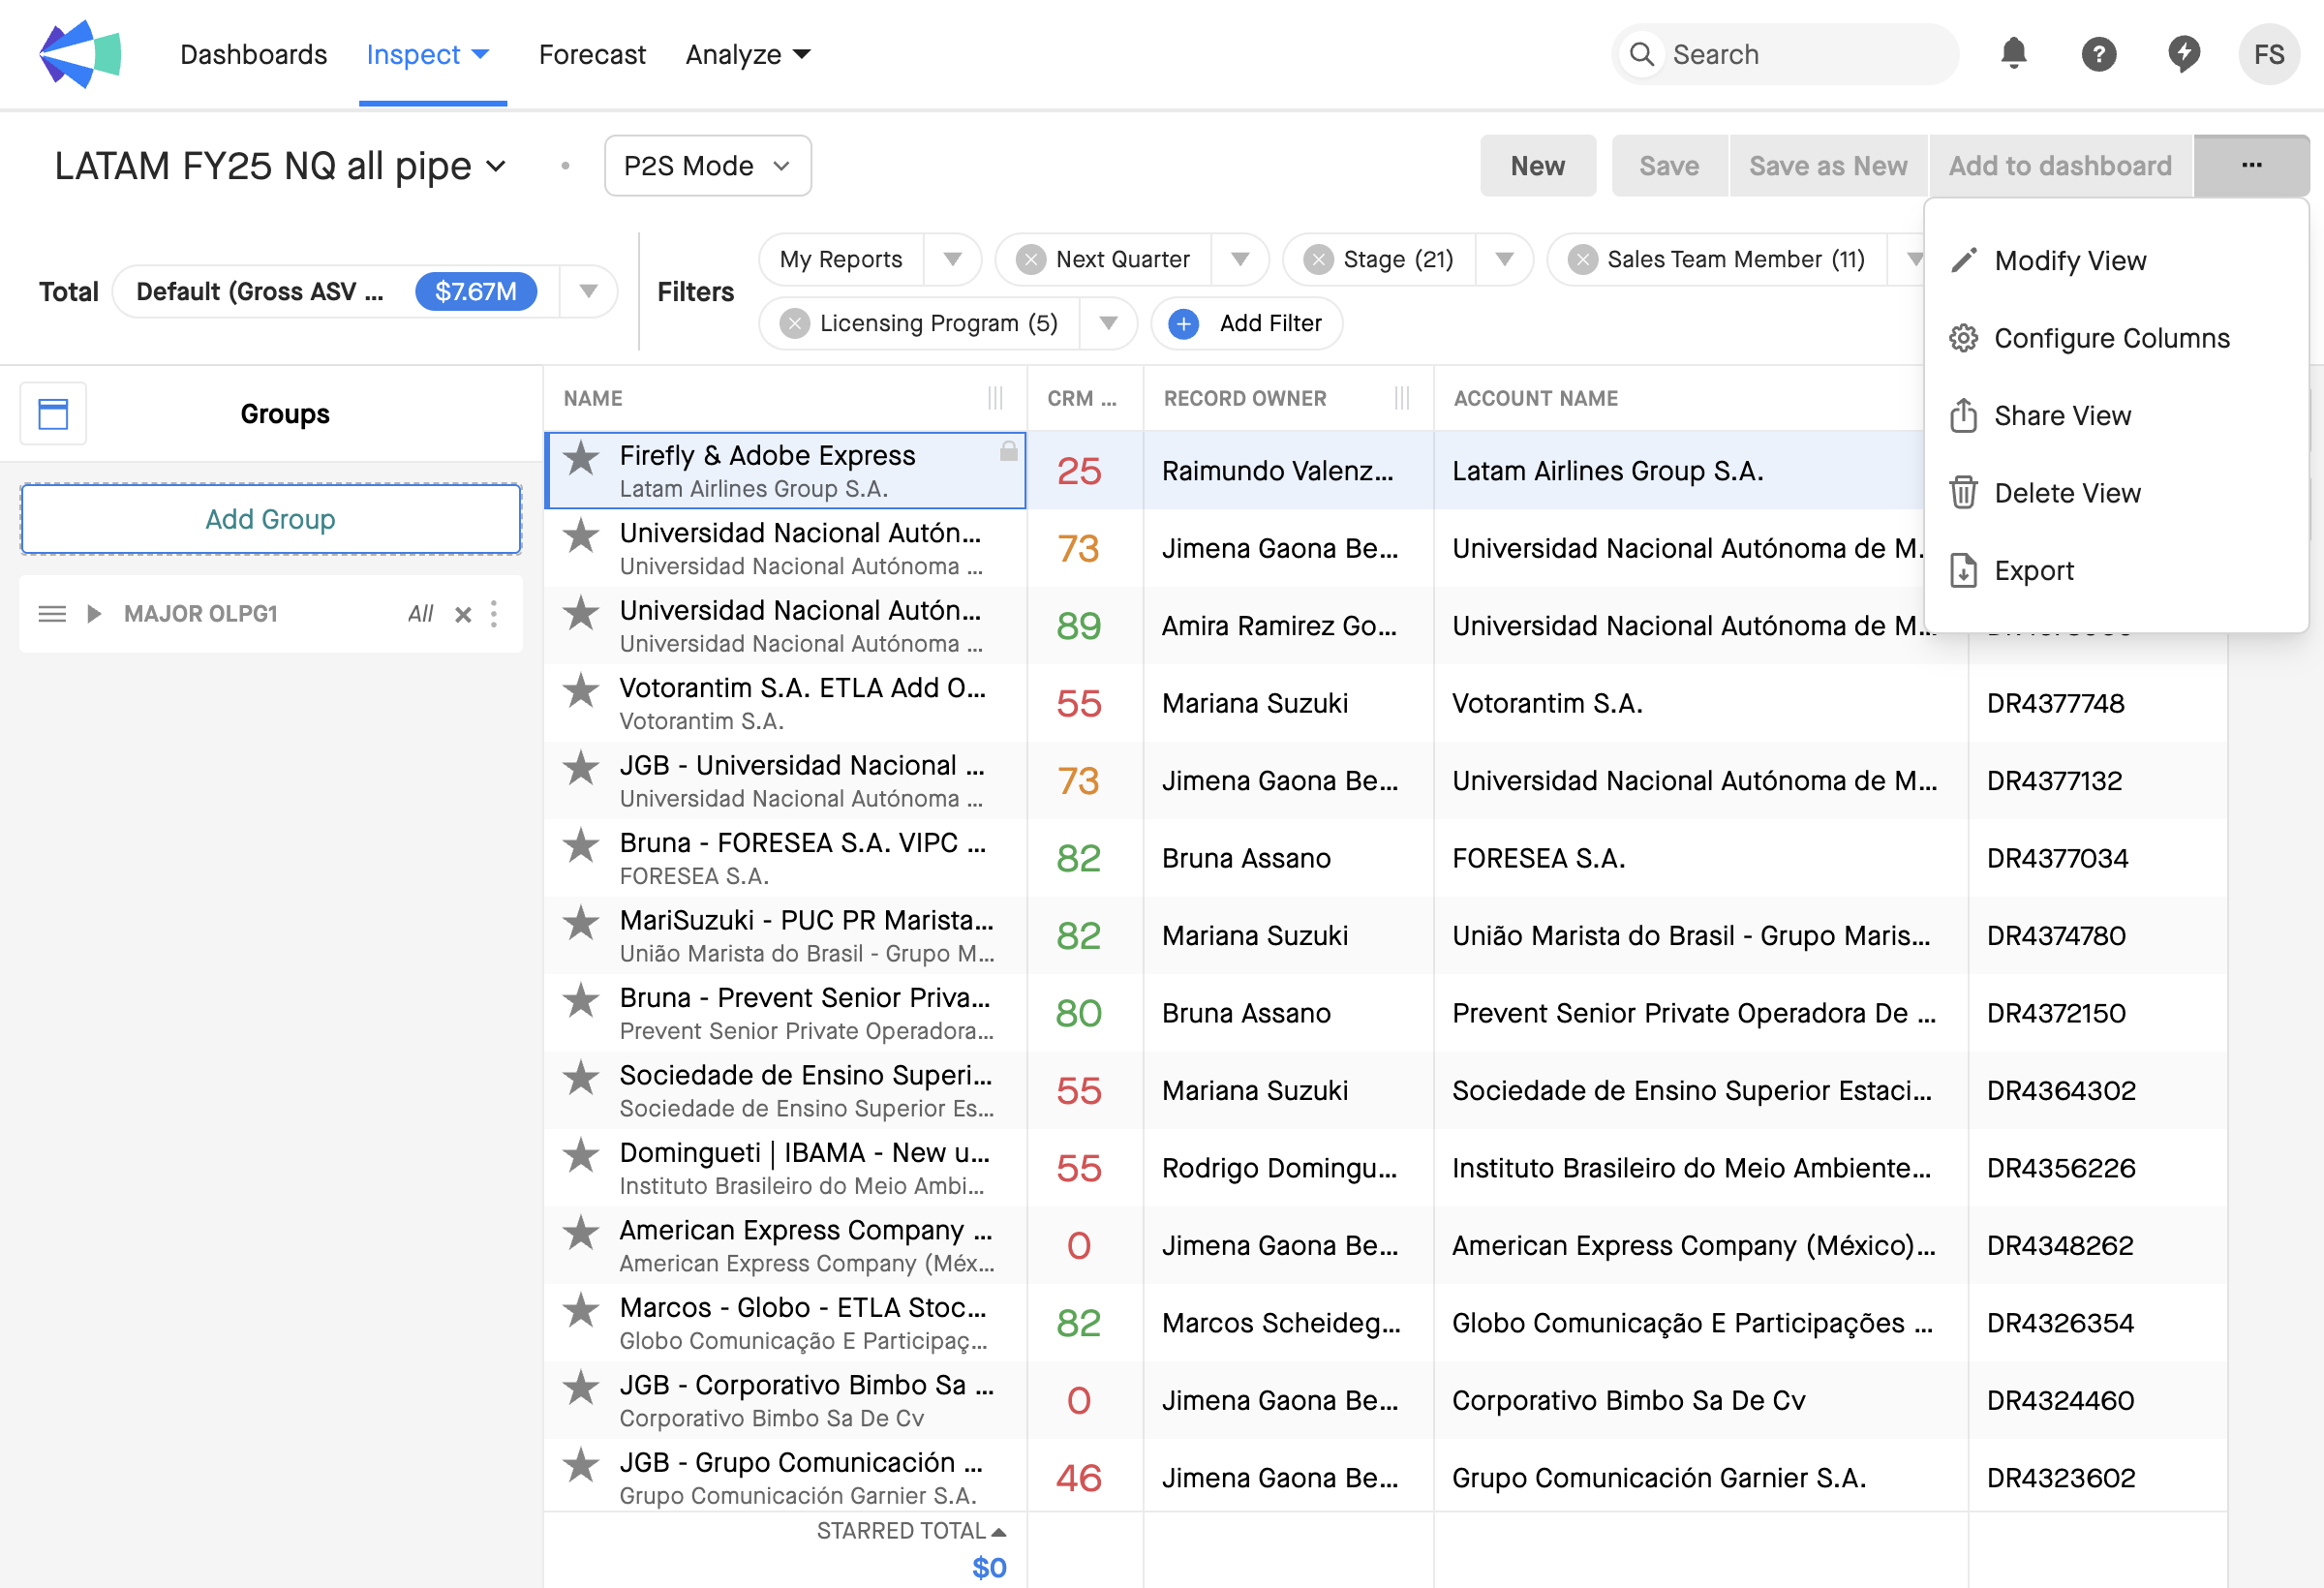 Dashboards
Inspect
Forecast
Analyze
Search
FS
LATAM FY25 NQ all pipe
P2S Mode
New
Save
Save as New
Add to dashboard
...
Total
Default (Gross ASV ...
$7.67M
Filters
My Reports
Next Quarter
Stage (21)
Sales Team Member (11)
Licensing Program (5)
Add Filter
Modify View
Configure Columns
Share View
Delete View
Export
Groups
Add Group
MAJOR OLPG1
All
NAME
CRM ...
RECORD OWNER
ACCOUNT NAME
Firefly & Adobe Express
Latam Airlines Group S.A.
25
Raimundo Valenz...
Latam Airlines Group S.A.
Universidad Nacional Autón...
Universidad Nacional Autónoma ...
73
Jimena Gaona Be...
Universidad Nacional Autónoma de M...
Universidad Nacional Autón...
Universidad Nacional Autónoma ...
89
Amira Ramirez Go...
Universidad Nacional Autónoma de M...
Votorantim S.A. ETLA Add O...
Votorantim S.A.
55
Mariana Suzuki
Votorantim S.A.
DR4377748
JGB - Universidad Nacional ...
Universidad Nacional Autónoma ...
73
Jimena Gaona Be...
Universidad Nacional Autónoma de M...
DR4377132
Bruna - FORESEA S.A. VIPC ...
FORESEA S.A.
82
Bruna Assano
FORESEA S.A.
DR4377034
MariSuzuki - PUC PR Marista...
União Marista do Brasil - Grupo M...
82
Mariana Suzuki
União Marista do Brasil - Grupo Maris...
DR4374780
Bruna - Prevent Senior Priva...
Prevent Senior Private Operadora...
80
Bruna Assano
Prevent Senior Private Operadora De ...
DR4372150
Sociedade de Ensino Superi...
Sociedade de Ensino Superior Es...
55
Mariana Suzuki
Sociedade de Ensino Superior Estaci...
DR4364302
Domingueti | IBAMA - New u...
Instituto Brasileiro do Meio Ambi...
55
Rodrigo Domingu...
Instituto Brasileiro do Meio Ambiente...
DR4356226
American Express Company ...
American Express Company (Méx...
0
Jimena Gaona Be...
American Express Company (México)...
DR4348262
Marcos - Globo - ETLA Stoc...
Globo Comunicação E Participaç...
82
Marcos Scheideg...
Globo Comunicação E Participações ...
DR4326354
JGB - Corporativo Bimbo Sa ...
Corporativo Bimbo Sa De Cv
0
Jimena Gaona Be...
Corporativo Bimbo Sa De Cv
DR4324460
JGB - Grupo Comunicación ...
Grupo Comunicación Garnier S.A.
46
Jimena Gaona Be...
Grupo Comunicación Garnier S.A.
DR4323602
STARRED TOTAL
$0